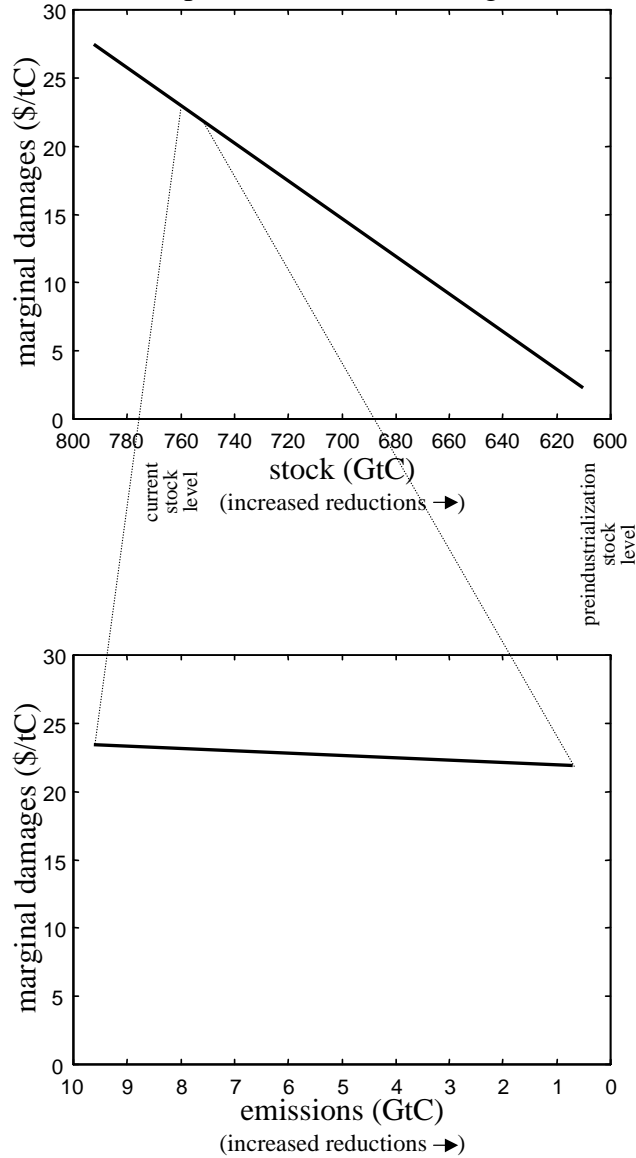 30
25
20
15
10
5
0
marginal damages ($/tC)
800 780 760 740 720 700 680 660 640 620 600
stock (GtC)
(increased reductions →)
current
stock
level
preindustrialization
stock
level
30
25
20
15
10
5
0
marginal damages ($/tC)
10 9 8 7 6 5 4 3 2 1 0
emissions (GtC)
(increased reductions →)